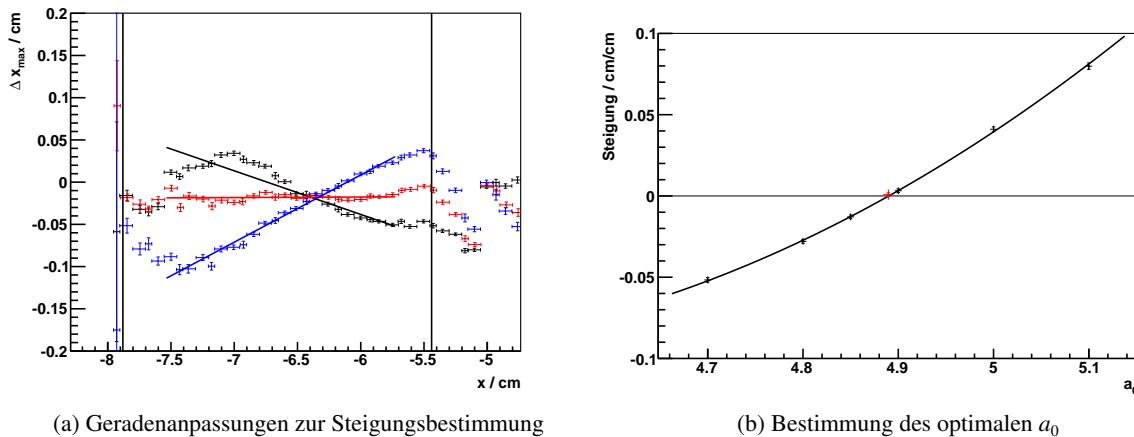 Δ x_max / cm
0.2
0.15
0.1
0.05
0
-0.05
-0.1
-0.15
-0.2
-8 -7.5 -7 -6.5 -6 -5.5 -5
x / cm
(a) Geradenanpassungen zur Steigungsbestimmung
Steigung / cm/cm
0.1
0.05
0
-0.05
-0.1
4.7 4.8 4.9 5 5.1
a_0
(b) Bestimmung des optimalen a_0